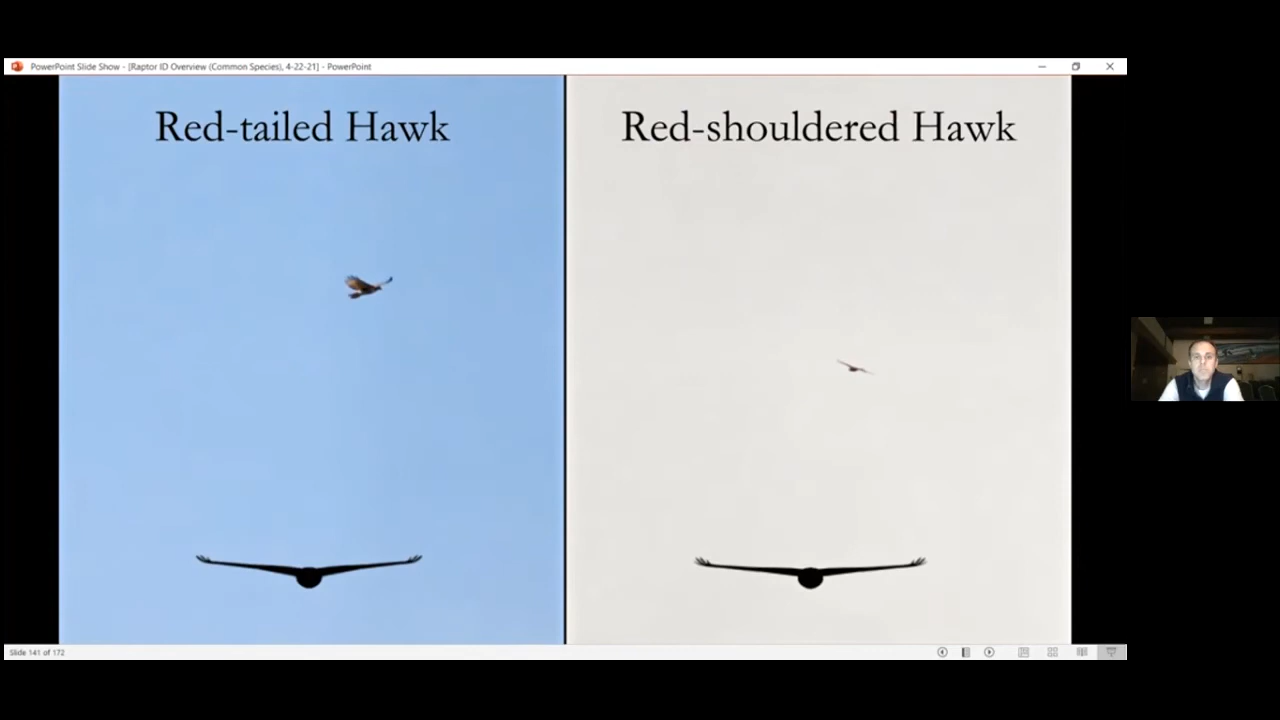 PowerPoint Slide Show - [Raptor ID Overview (Common Species), 4-22-21] - PowerPoint
Red-tailed Hawk
Red-shouldered Hawk
Slide 141 of 172